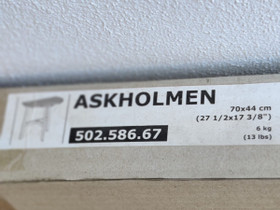 ASKHOLMEN
70x44 cm
(27 1/2x17 3/8")
502.586.67
6 kg
(13 lbs)